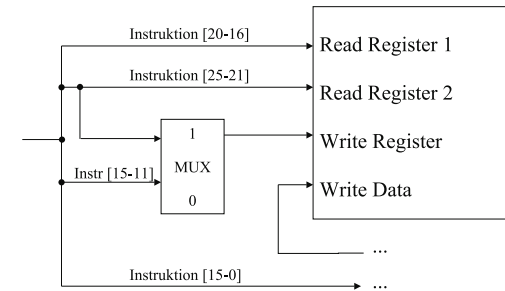 Instruktion [20-16]
Read Register 1
Instruktion [25-21]
Read Register 2
1
Write Register
MUX
Instr [15-11]
Write Data
0
...
Instruktion [15-0]
...